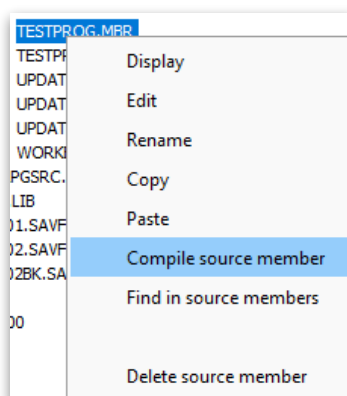 TESTPROG.MBR
TESTP
Display
UPDAT
Edit
UPDAT
UPDAT
Rename
WORK
PGSRC.
Copy
LIB
Paste
01.SAVF
02.SAVF
Compile source member
02BK.SA
Find in source members
00
Delete source member